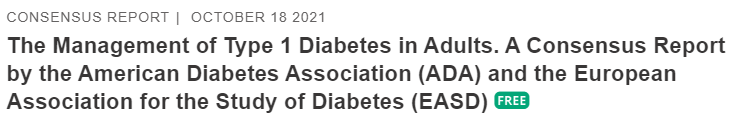 CONSENSUS REPORT | OCTOBER 18 2021
The Management of Type 1 Diabetes in Adults. A Consensus Report
by the American Diabetes Association (ADA) and the European
Association for the Study of Diabetes (EASD) FREE